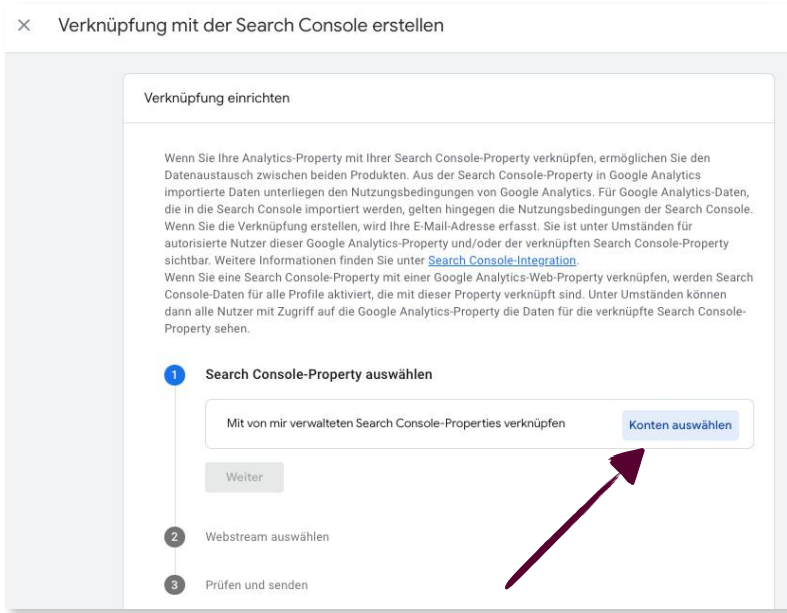 Verknüpfung mit der Search Console erstellen
Verknüpfung einrichten
Wenn Sie Ihre Analytics-Property mit Ihrer Search Console-Property verknüpfen, ermöglichen Sie den
Datenaustausch zwischen beiden Produkten. Aus der Search Console-Property in Google Analytics
importierte Daten unterliegen den Nutzungsbedingungen von Google Analytics. Für Google Analytics-Daten,
die in die Search Console importiert werden, gelten hingegen die Nutzungsbedingungen der Search Console.
Wenn Sie die Verknüpfung erstellen, wird Ihre E-Mail-Adresse erfasst. Sie ist unter Umständen für
autorisierte Nutzer dieser Google Analytics-Property und/oder der verknüpften Search Console-Property
sichtbar. Weitere Informationen finden Sie unter Search Console-Integration.
Wenn Sie eine Search Console-Property mit einer Google Analytics-Web-Property verknüpfen, werden Search
Console-Daten für alle Profile aktiviert, die mit dieser Property verknüpft sind. Unter Umständen können
dann alle Nutzer mit Zugriff auf die Google Analytics-Property die Daten für die verknüpfte Search Console-
Property sehen.
1 Search Console-Property auswählen
Mit von mir verwalteten Search Console-Properties verknüpfen Konten auswählen
Weiter
2 Webstream auswählen
3 Prüfen und senden